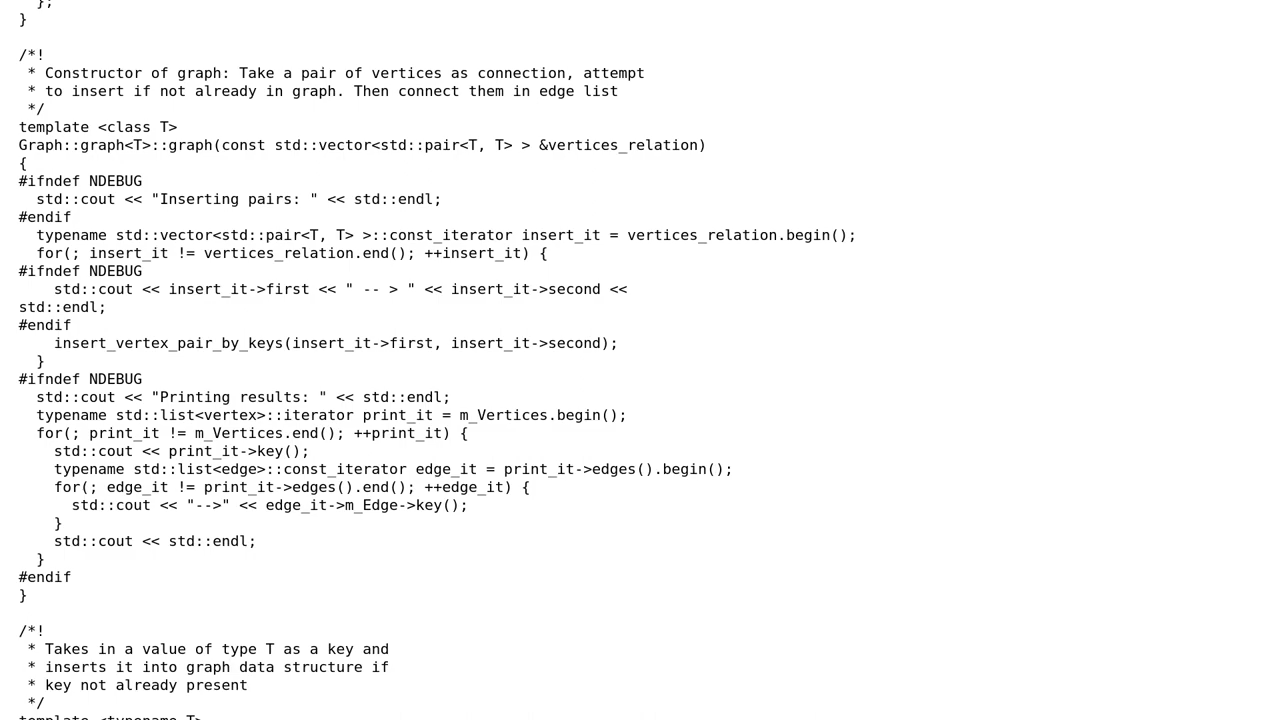 };
}

/*!
 * Constructor of graph: Take a pair of vertices as connection, attempt
 * to insert if not already in graph. Then connect them in edge list
 */
template <class T>
Graph::graph<T>::graph(const std::vector<std::pair<T, T> > &vertices_relation)
{
#ifndef NDEBUG
  std::cout << "Inserting pairs: " << std::endl;
#endif
  typename std::vector<std::pair<T, T> >::const_iterator insert_it = vertices_relation.begin();
  for(; insert_it != vertices_relation.end(); ++insert_it) {
#ifndef NDEBUG
    std::cout << insert_it->first << " -- > " << insert_it->second <<
std::endl;
#endif
    insert_vertex_pair_by_keys(insert_it->first, insert_it->second);
  }
#ifndef NDEBUG
  std::cout << "Printing results: " << std::endl;
  typename std::list<vertex>::iterator print_it = m_Vertices.begin();
  for(; print_it != m_Vertices.end(); ++print_it) {
    std::cout << print_it->key();
    typename std::list<edge>::const_iterator edge_it = print_it->edges().begin();
    for(; edge_it != print_it->edges().end(); ++edge_it) {
      std::cout << "-->" << edge_it->m_Edge->key();
    }
    std::cout << std::endl;
  }
#endif
}

/*!
 * Takes in a value of type T as a key and
 * inserts it into graph data structure if
 * key not already present
 */
template <typename T>